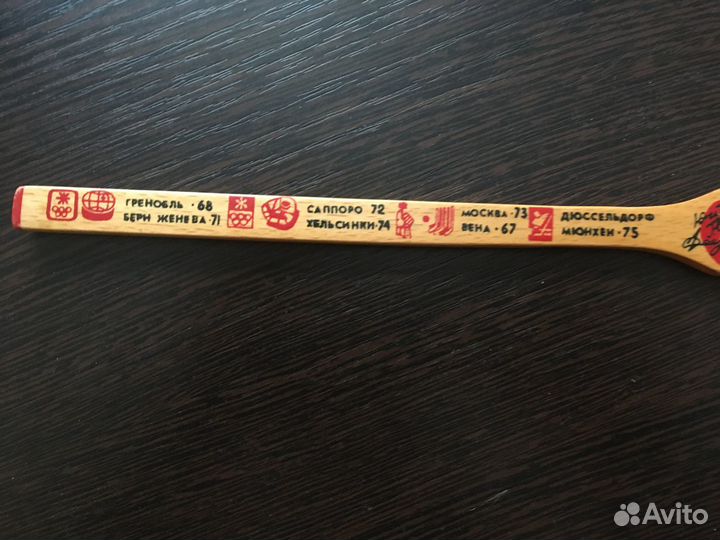 ГРЕНОБЛЬ · 68
БЕРН ЖЕНЕВА · 71
САППОРО 72
ХЕЛЬСИНКИ · 74
МОСКВА · 73
ВЕНА · 67
ДЮССЕЛЬДОРФ
МЮНХЕН · 75
Avito